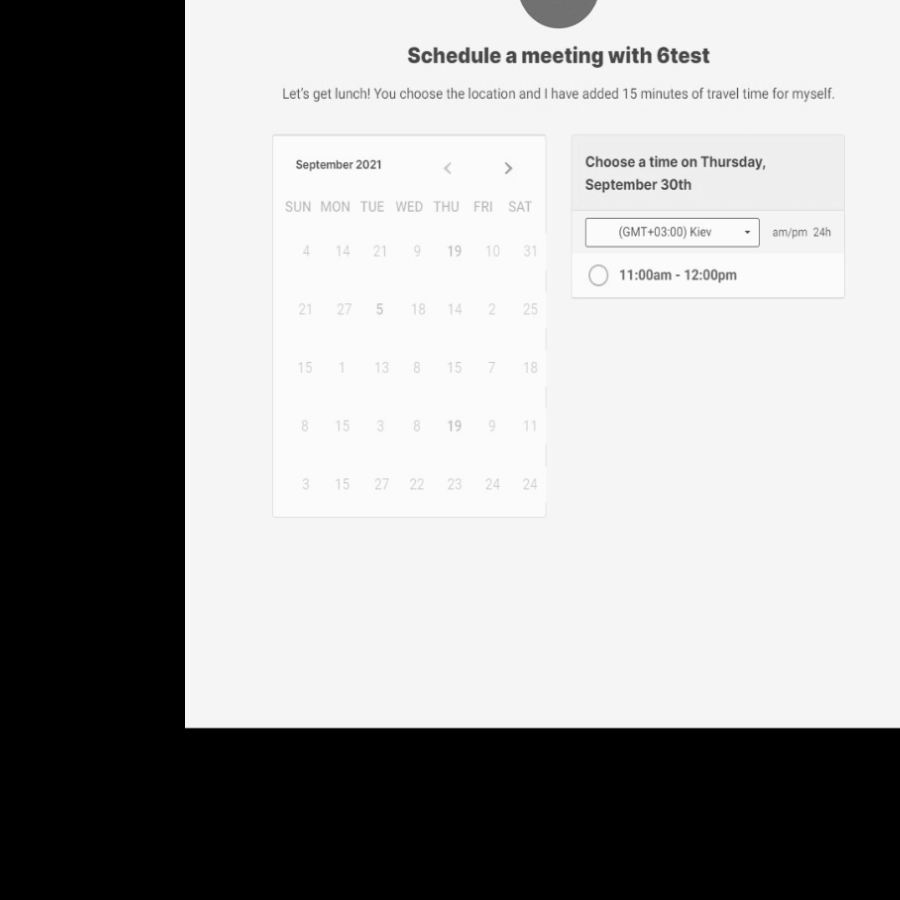 Schedule a meeting with 6test
Let's get lunch! You choose the location and I have added 15 minutes of travel time for myself.
September 2021
SUN MON TUE WED THU FRI SAT
4 14 21 9 19 10 31
21 27 5 18 14 2 25
15 1 13 8 15 7 18
8 15 3 8 19 9 11
3 15 27 22 23 24 24
Choose a time on Thursday,
September 30th
(GMT+03:00) Kiev am/pm 24h
11:00am - 12:00pm